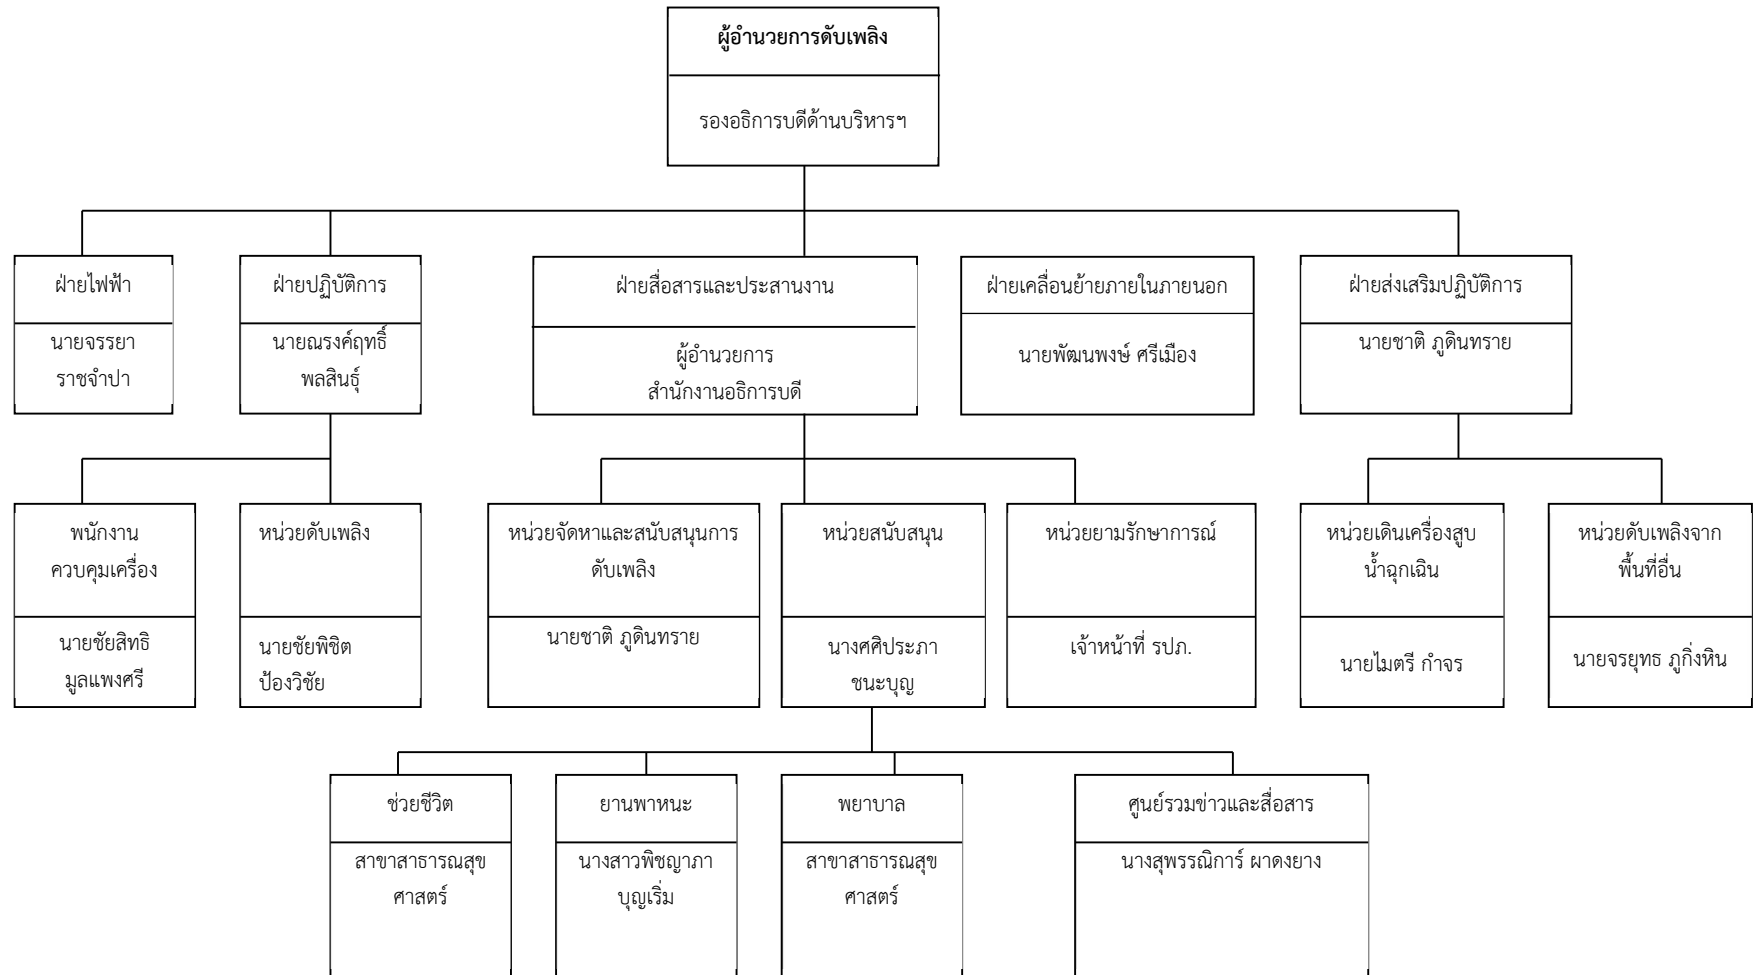 ผู้อำนวยการดับเพลิง
รองอธิการบดีด้านบริหารฯ
ฝ่ายไฟฟ้า
นายจรรยา
ราชจำปา
ฝ่ายปฏิบัติการ
นายณรงค์ฤทธิ์
พลสินธุ์
ฝ่ายสื่อสารและประสานงาน
ผู้อำนวยการ
สำนักงานอธิการบดี
ฝ่ายเคลื่อนย้ายภายในภายนอก
นายพัฒนพงษ์ ศรีเมือง
ฝ่ายส่งเสริมปฏิบัติการ
นายชาติ ภูดินทราย
พนักงาน
ควบคุมเครื่อง
นายชัยสิทธิ
มูลแพงศรี
หน่วยดับเพลิง
นายชัยพิชิต
ป้องวิชัย
หน่วยจัดหาและสนับสนุนการ
ดับเพลิง
นายชาติ ภูดินทราย
หน่วยสนับสนุน
นางศศิประภา
ชนะบุญ
หน่วยยามรักษาการณ์
เจ้าหน้าที่ รปภ.
หน่วยเดินเครื่องสูบ
น้ำฉุกเฉิน
นายไมตรี กำจร
หน่วยดับเพลิงจาก
พื้นที่อื่น
นายจรยุทธ ภูกิ่งหิน
ช่วยชีวิต
สาขาสาธารณสุข
ศาสตร์
ยานพาหนะ
นางสาวพิชญาภา
บุญเริ่ม
พยาบาล
สาขาสาธารณสุข
ศาสตร์
ศูนย์รวมข่าวและสื่อสาร
นางสุพรรณิการ์ ผาดงยาง